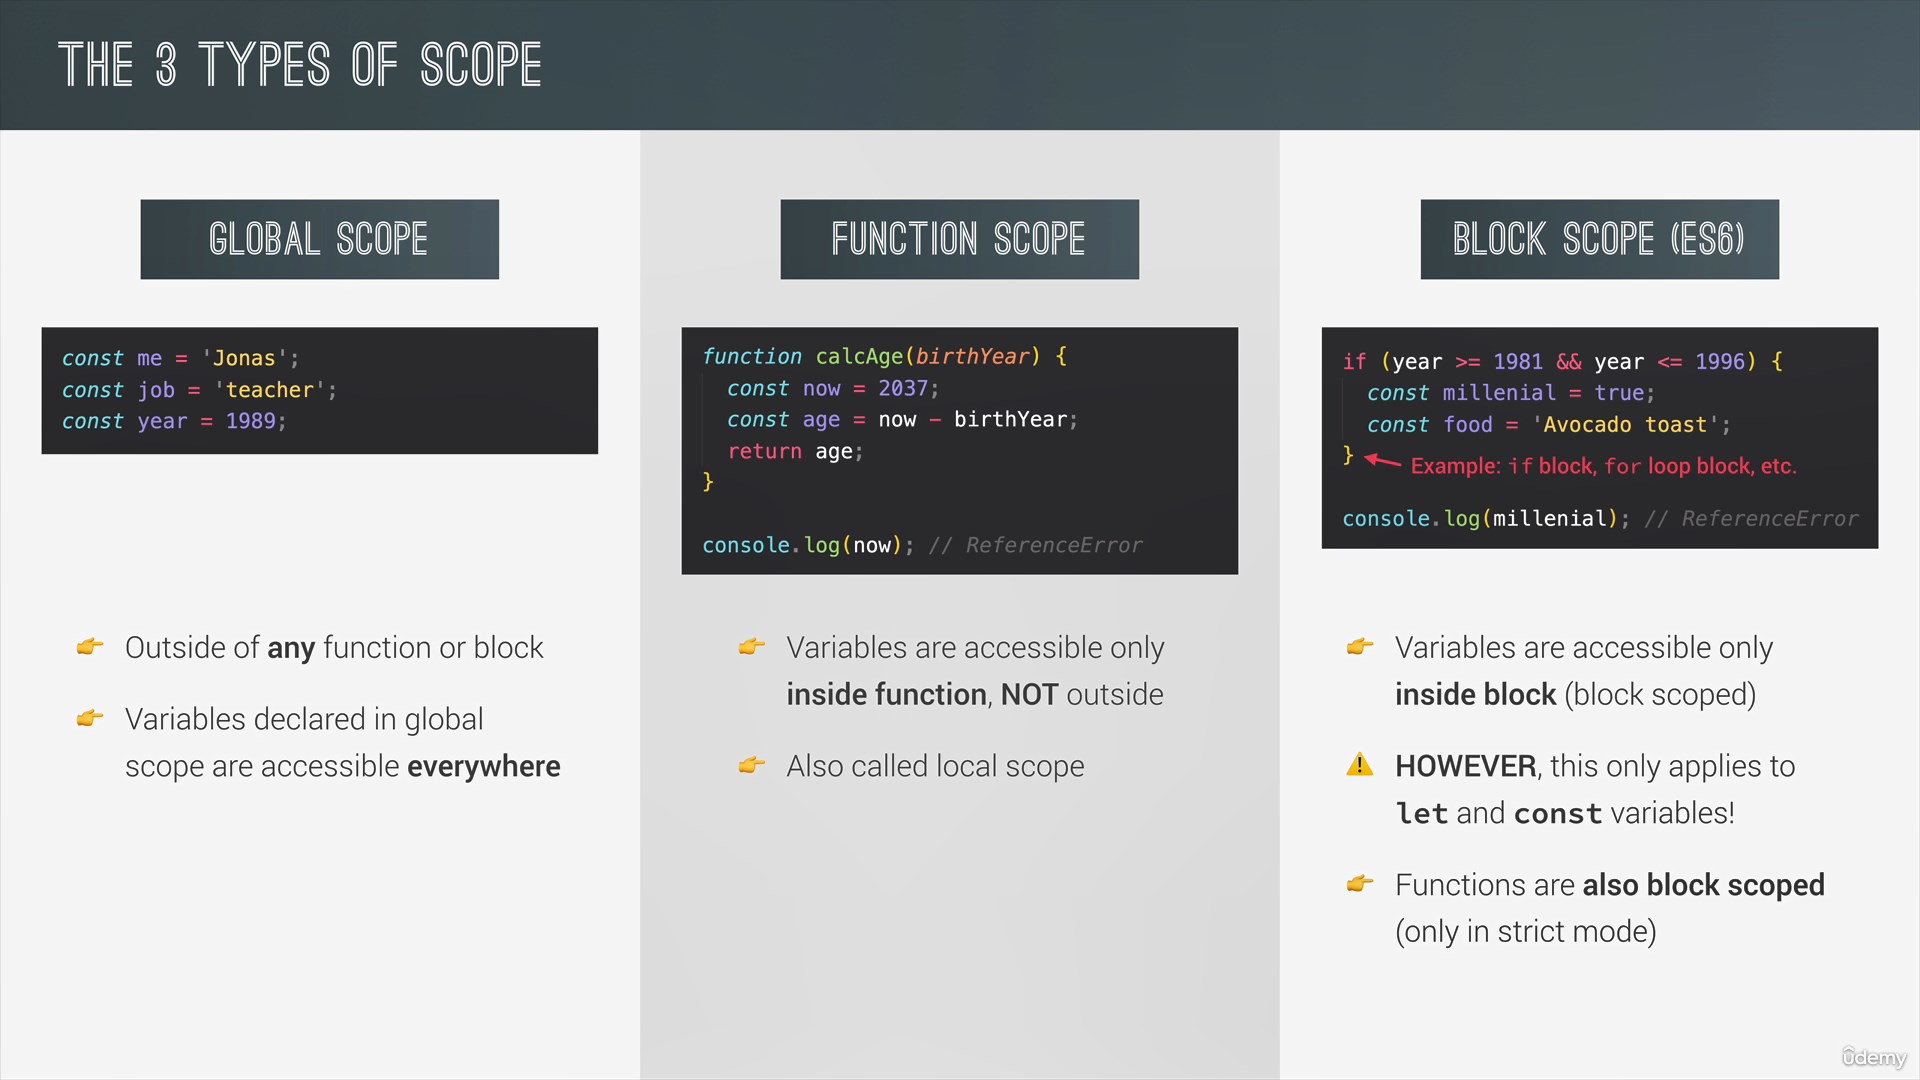 THE 3 TYPES OF SCOPE
GLOBAL SCOPE
const me = 'Jonas';
const job = 'teacher';
const year = 1989;
Outside of any function or block
Variables declared in global
scope are accessible everywhere
FUNCTION SCOPE
function calcAge(birthYear) {
const now = 2037;
const age = now − birthYear;
return age;
}
console.log(now); // ReferenceError
Variables are accessible only
inside function, NOT outside
Also called local scope
BLOCK SCOPE (ES6)
if (year >= 1981 && year <= 1996) {
const millenial = true;
const food = 'Avocado toast';
}
Example: if block, for loop block, etc.
console.log(millenial); // ReferenceError
Variables are accessible only
inside block (block scoped)
HOWEVER, this only applies to
let and const variables!
Functions are also block scoped
(only in strict mode)
udemy